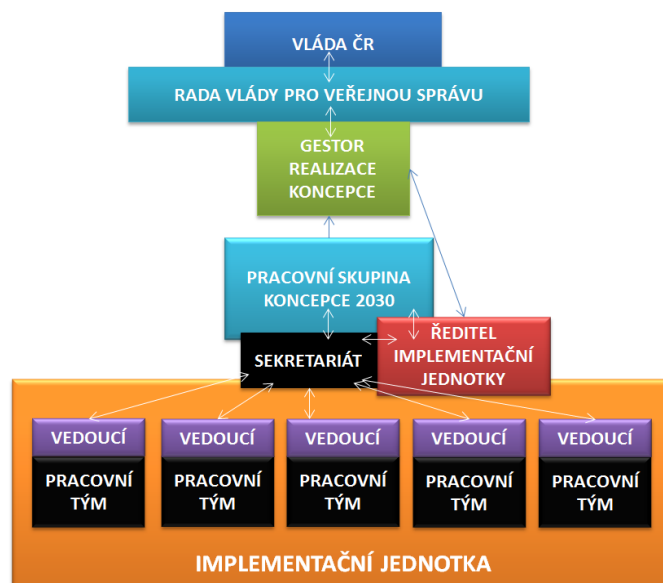 VLÁDA ČR
RADA VLÁDY PRO VEŘEJNOU SPRÁVU
GESTOR
REALIZACE
KONCEPCE
PRACOVNÍ SKUPINA
KONCEPCE 2030
ŘEDITEL
IMPLEMENTAČNÍ
JEDNOTKY
SEKRETARIÁT
VEDOUCÍ
PRACOVNÍ
TÝM
VEDOUCÍ
PRACOVNÍ
TÝM
VEDOUCÍ
PRACOVNÍ
TÝM
VEDOUCÍ
PRACOVNÍ
TÝM
VEDOUCÍ
PRACOVNÍ
TÝM
IMPLEMENTAČNÍ JEDNOTKA